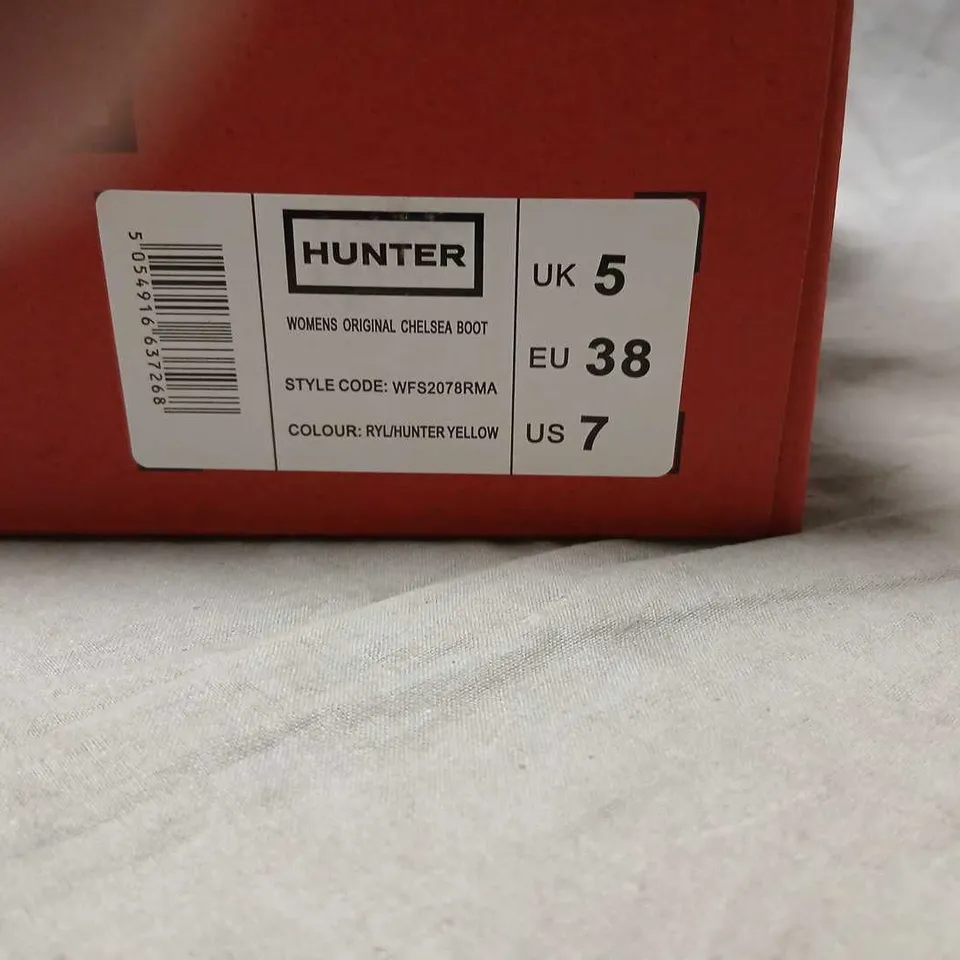 5 054916 637268
HUNTER
WOMENS ORIGINAL CHELSEA BOOT
STYLE CODE: WFS2078RMA
COLOUR: RYL/HUNTER YELLOW
UK 5
EU 38
US 7